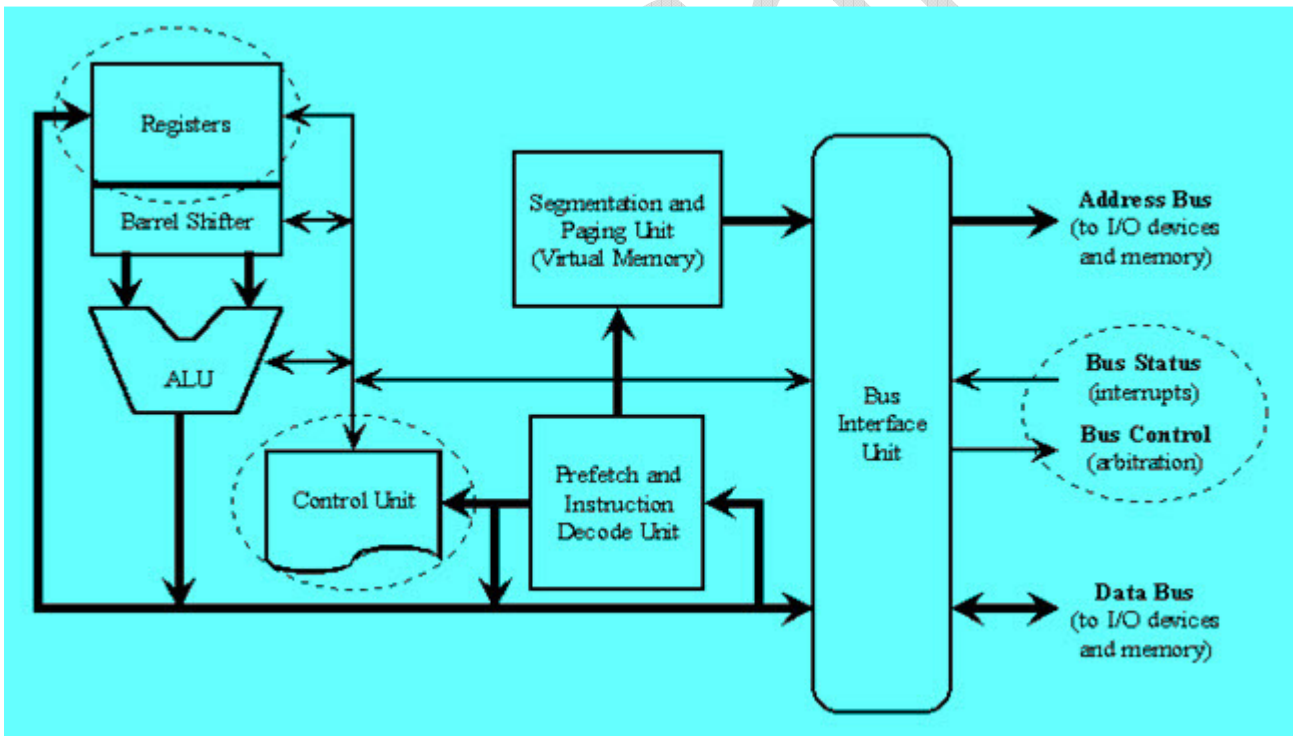 Registers
Barrel Shifter
ALU
Control Unit
Segmentation and
Paging Unit
(Virtual Memory)
Prefetch and
Instruction
Decode Unit
Bus
Interface
Unit
Address Bus
(to I/O devices
and memory)
Bus Status
(interrupts)
Bus Control
(arbitration)
Data Bus
(to I/O devices
and memory)